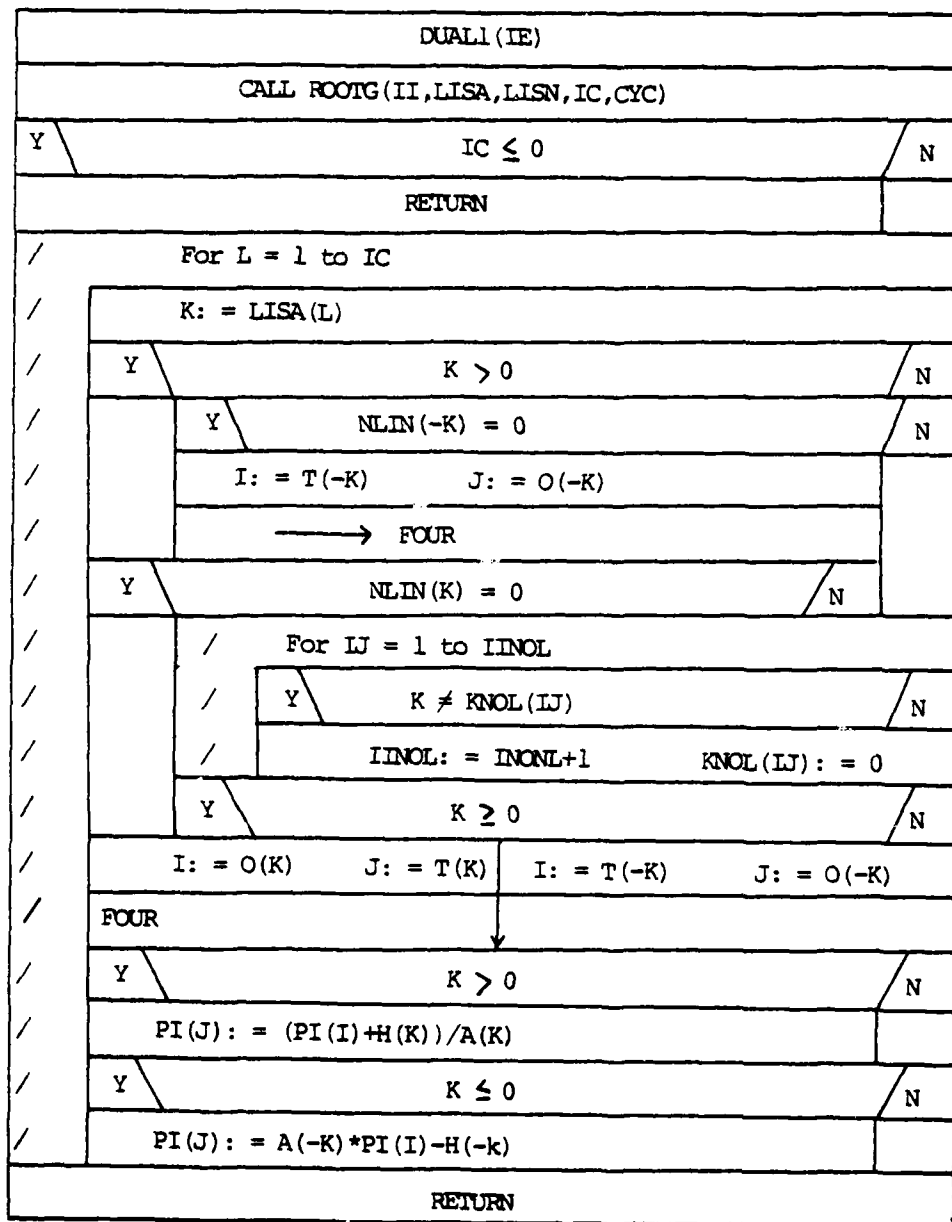 DUAL1(IE)
CALL ROOTG(II,LISA,LISN,IC,CYC)
Y IC ≤ 0 N
RETURN
/ For L = 1 to IC
/ K: = LISA(L)
/ Y K > 0 N
/ Y NLIN(-K) = 0 N
/ I: = T(-K) J: = O(-K)
/ ⟶ FOUR
/ Y NLIN(K) = 0 N
/ / For IJ = 1 to IINOL
/ / Y K ≠ KNOL(IJ) N
/ / IINOL: = INONL+1 KNOL(IJ): = 0
/ Y K ≥ 0 N
/ I: = O(K) J: = T(K) I: = T(-K) J: = O(-K)
/ FOUR
/ Y K > 0 N
/ PI(J): = (PI(I)+H(K))/A(K)
/ Y K ≤ 0 N
/ PI(J): = A(-K)*PI(I)-H(-k)
RETURN